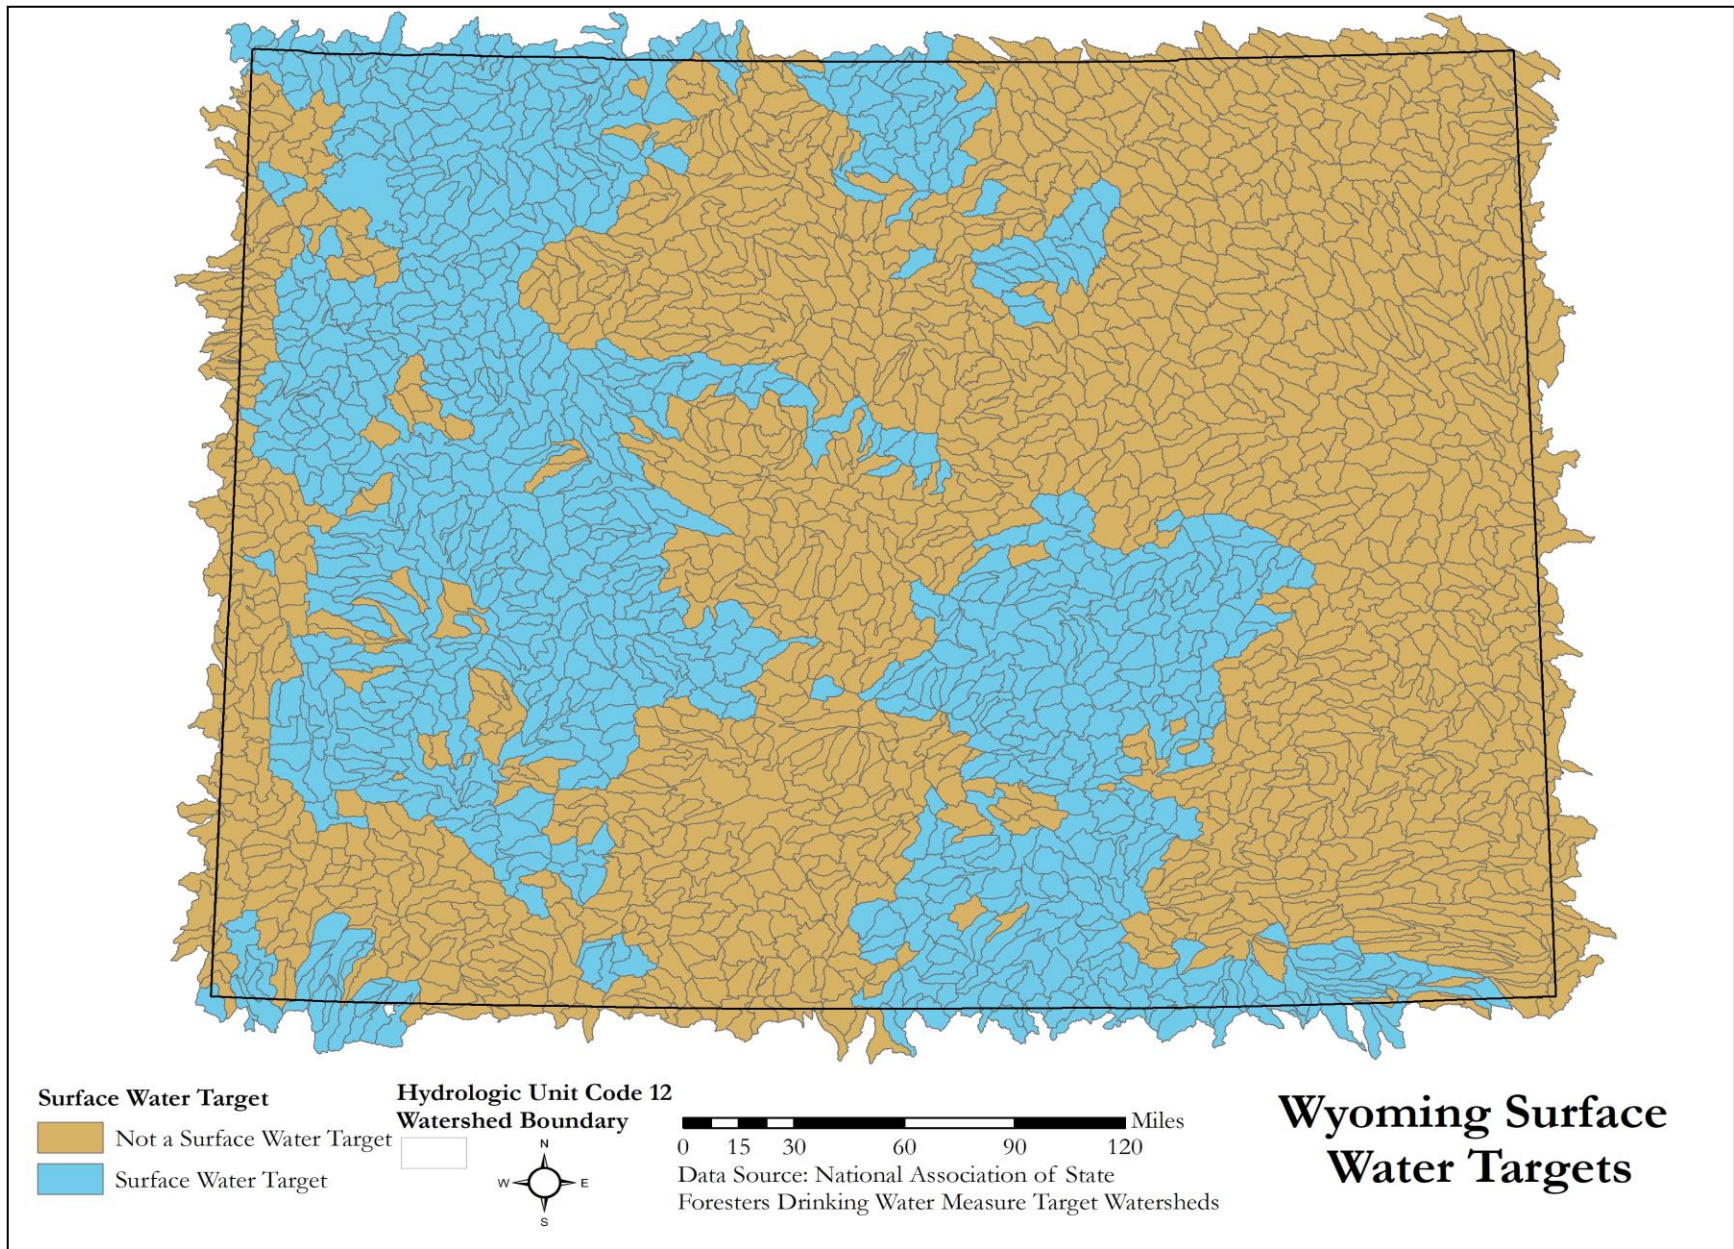 Surface Water Target
Not a Surface Water Target
Surface Water Target
Hydrologic Unit Code 12
Watershed Boundary
N
W E
S
Miles
0 15 30 60 90 120
Data Source: National Association of State
Foresters Drinking Water Measure Target Watersheds
Wyoming Surface
Water Targets